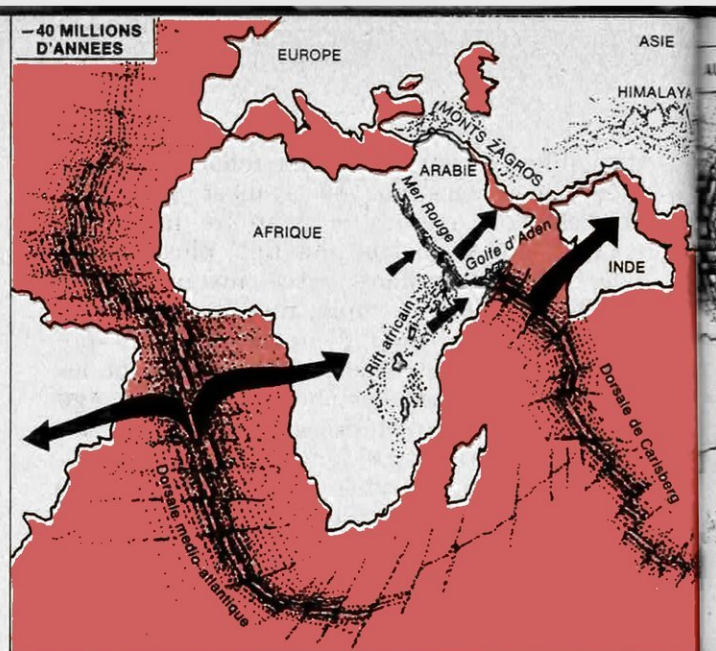 –40 MILLIONS
D'ANNEES
EUROPE
ASIE
HIMALAYA
MONTS ZAGROS
ARABIE
Mer Rouge
Golfe d'Aden
AFRIQUE
INDE
Rift africain
Dorsale de Carlsberg
Dorsale medio-atlantique